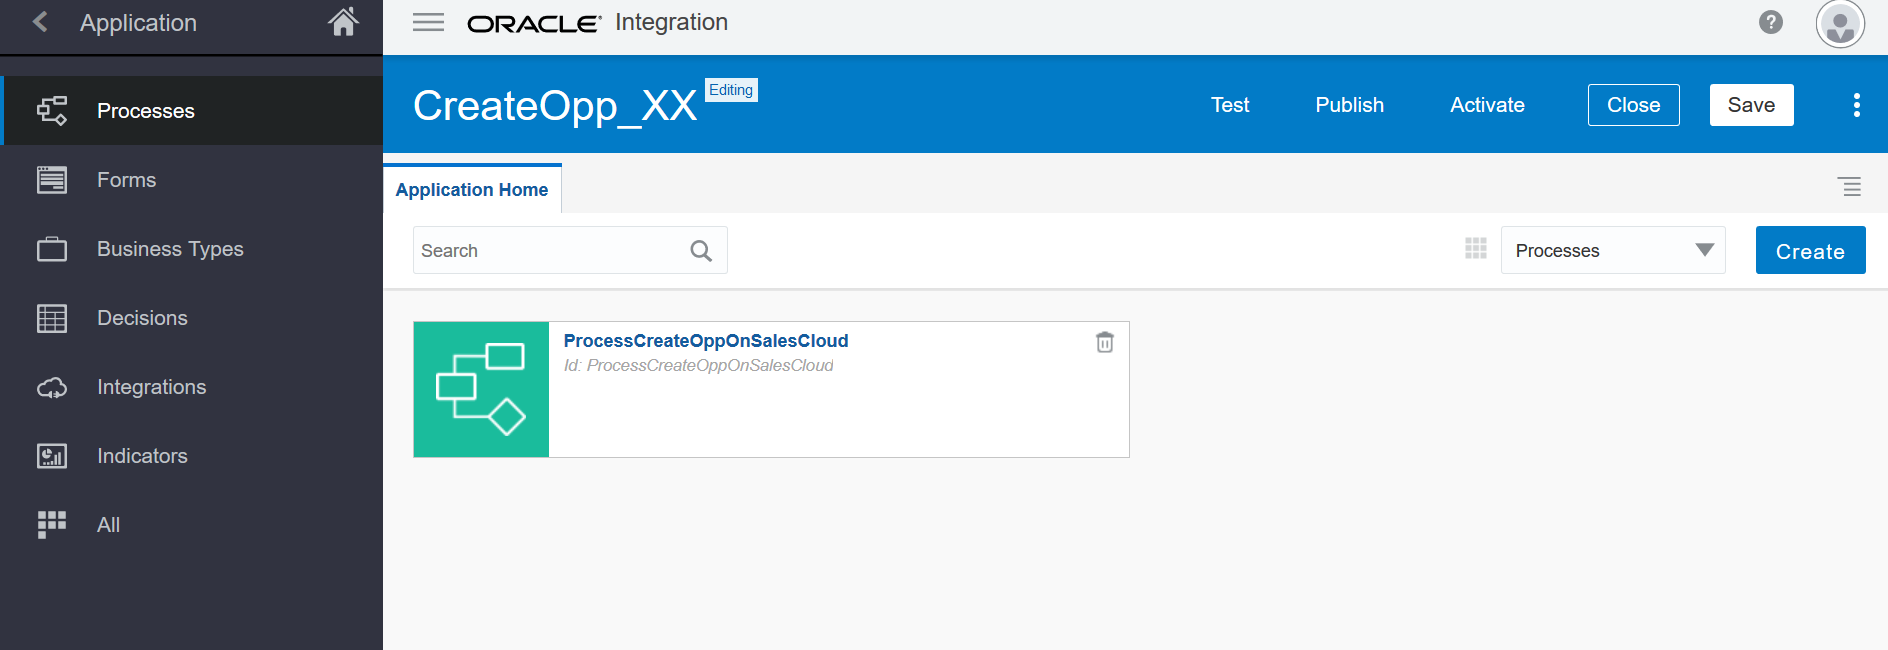 Application
ORACLE Integration
Processes
Forms
Business Types
Decisions
Integrations
Indicators
All
CreateOpp_XX Editing
Test Publish Activate Close Save
Application Home
Search
Processes
Create
ProcessCreateOppOnSalesCloud
Id: ProcessCreateOppOnSalesCloud